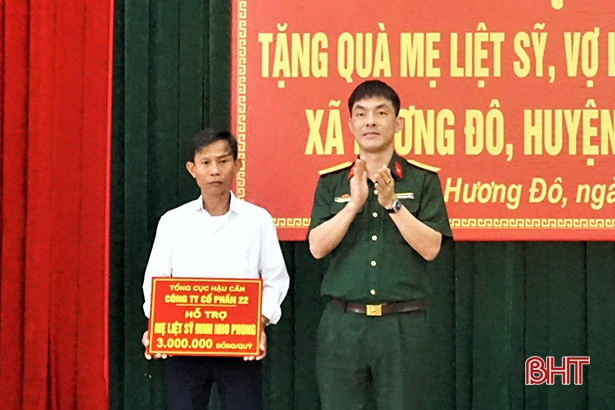 TẶNG QUÀ MẸ LIỆT SỸ, VỢ
XÃ HƯƠNG ĐÔ, HUYỆN
Hương Đô, ngà
TỔNG CỤC HẬU CẦN
CÔNG TY CỔ PHẦN 22
HỖ TRỢ
MẸ LIỆT SỸ ĐINH NHO PHONG
3.000.000 ĐỒNG/QUÝ
BHT